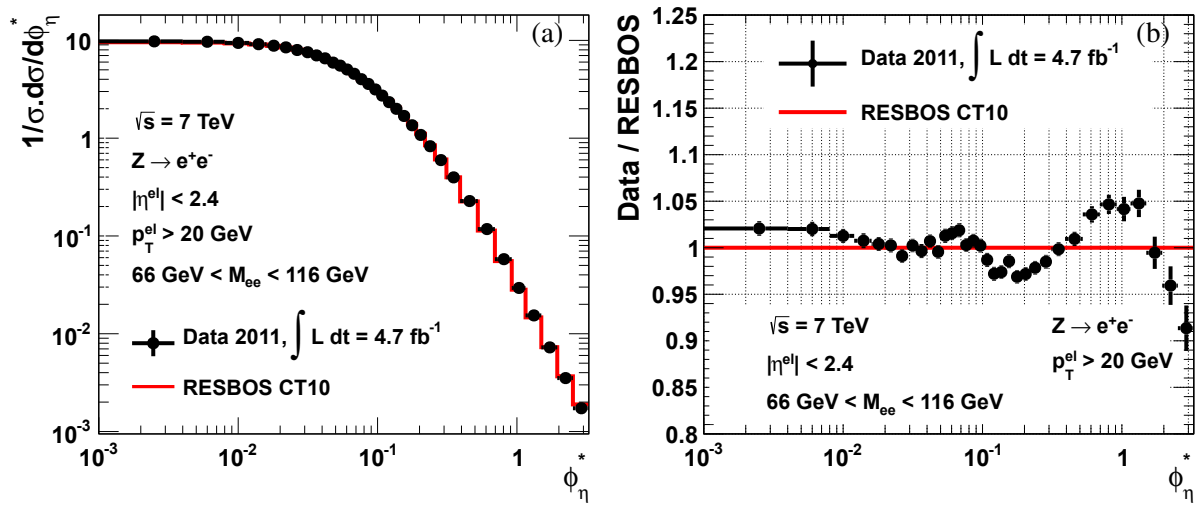 (a)
1/σ.dσ/dϕ*η
10
1
10⁻¹
10⁻²
10⁻³
√s = 7 TeV
Z → e⁺e⁻
|ηᵉˡ| < 2.4
pTᵉˡ > 20 GeV
66 GeV < Mₑₑ < 116 GeV
Data 2011, ∫ L dt = 4.7 fb⁻¹
RESBOS CT10
10⁻³ 10⁻² 10⁻¹ 1
ϕ*η
(b)
Data / RESBOS
1.25
1.2
1.15
1.1
1.05
1
0.95
0.9
0.85
0.8
Data 2011, ∫ L dt = 4.7 fb⁻¹
RESBOS CT10
√s = 7 TeV Z → e⁺e⁻
|ηᵉˡ| < 2.4 pTᵉˡ > 20 GeV
66 GeV < Mₑₑ < 116 GeV
10⁻³ 10⁻² 10⁻¹ 1
ϕ*η